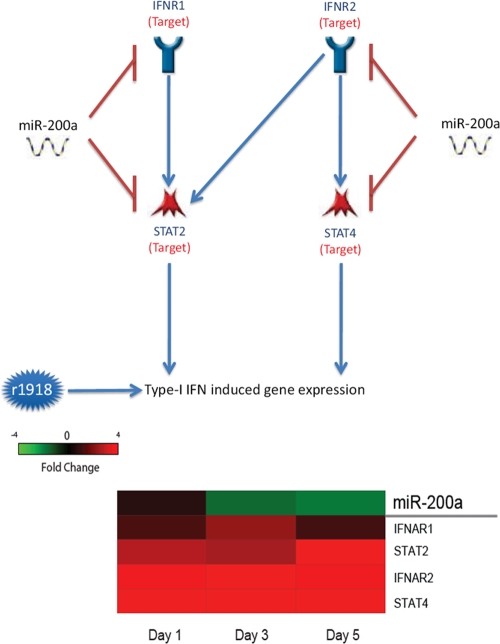 IFNR1
(Target)
IFNR2
(Target)
miR-200a
miR-200a
STAT2
(Target)
STAT4
(Target)
r1918
Type-I IFN induced gene expression
-4 0 4
Fold Change
miR-200a
IFNAR1
STAT2
IFNAR2
STAT4
Day 1 Day 3 Day 5